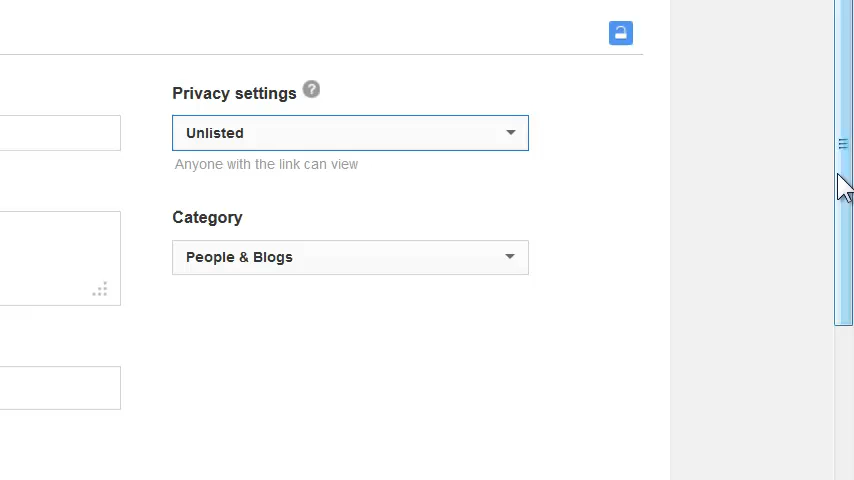 Privacy settings ?
Unlisted
Anyone with the link can view
Category
People & Blogs